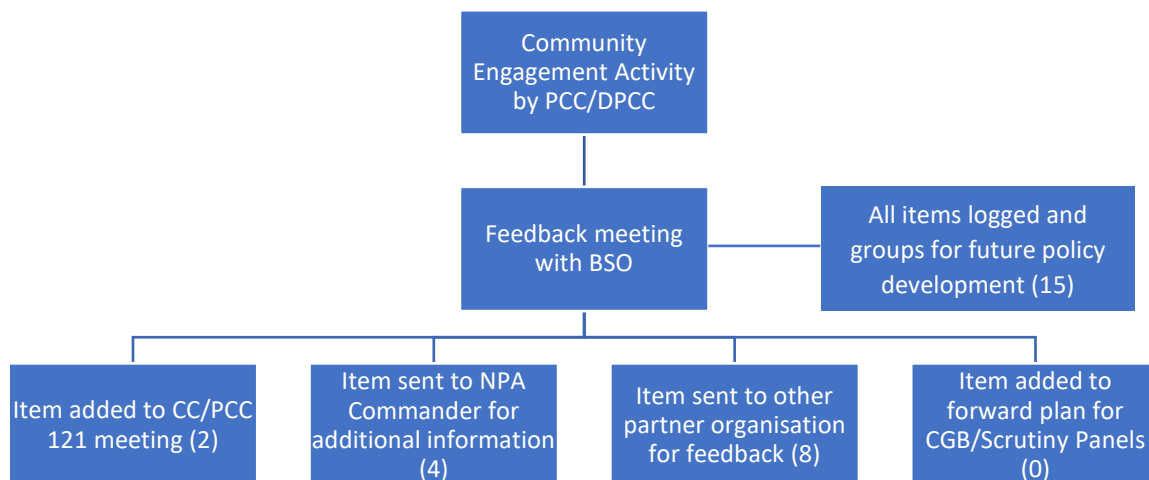 Community
Engagement Activity
by PCC/DPCC
Feedback meeting
with BSO
All items logged and
groups for future policy
development (15)
Item added to CC/PCC
121 meeting (2)
Item sent to NPA
Commander for
additional information
(4)
Item sent to other
partner organisation
for feedback (8)
Item added to
forward plan for
CGB/Scrutiny Panels
(0)